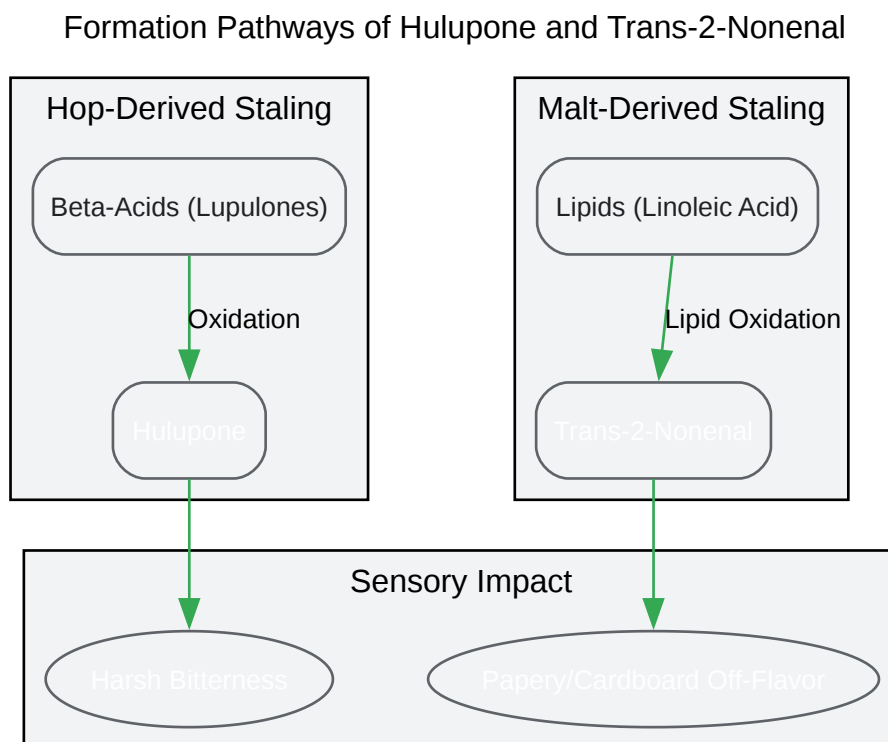 Formation Pathways of Hulupone and Trans-2-Nonenal
Hop-Derived Staling
Malt-Derived Staling
Beta-Acids (Lupulones)
Lipids (Linoleic Acid)
Oxidation
Lipid Oxidation
Hulupone
Trans-2-Nonenal
Sensory Impact
Harsh Bitterness
Papery/Cardboard Off-Flavor